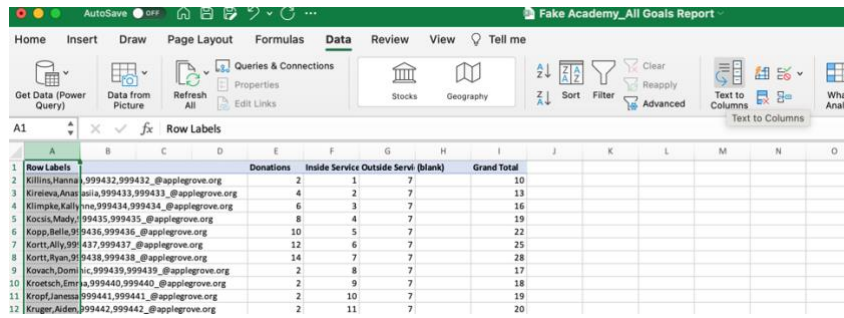 AutoSave OFF ... Fake Academy_All Goals Report
Home Insert Draw Page Layout Formulas Data Review View Tell me
Get Data (Power Query) Data from Picture Refresh All Queries & Connections Properties Edit Links Stocks Geography Sort Filter Clear Reapply Advanced Text to Columns
Text to Columns
A1 fx Row Labels
A B C D E F G H I J K L M N O
1 Row Labels Donations Inside Service Outside Servi (blank) Grand Total
2 Killins,Hanna,999432,999432_@applegrove.org 2 1 7 10
3 Kireieva,Anastasiia,999433,999433_@applegrove.org 4 2 7 13
4 Klimpke,Kallynne,999434,999434_@applegrove.org 6 3 7 16
5 Kocsis,Mady,999435,999435_@applegrove.org 8 4 7 19
6 Kopp,Belle,999436,999436_@applegrove.org 10 5 7 22
7 Kortt,Ally,999437,999437_@applegrove.org 12 6 7 25
8 Kortt,Ryan,999438,999438_@applegrove.org 14 7 7 28
9 Kovach,Dominic,999439,999439_@applegrove.org 2 8 7 17
10 Kroetsch,Emma,999440,999440_@applegrove.org 2 9 7 18
11 Kropf,Janessa,999441,999441_@applegrove.org 2 10 7 19
12 Kruger,Aiden,999442,999442_@applegrove.org 2 11 7 20